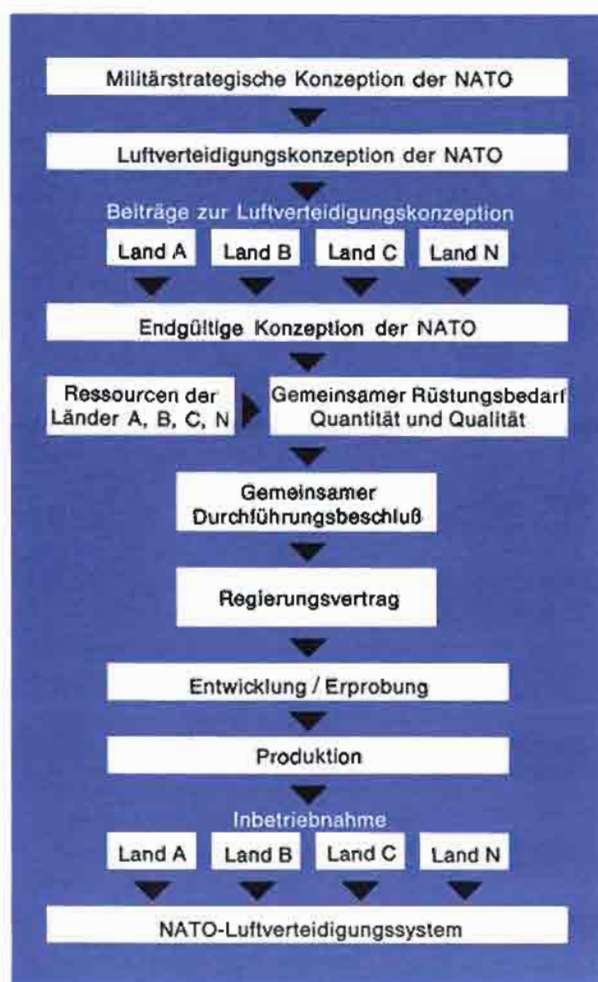 Militärstrategische Konzeption der NATO
Luftverteidigungskonzeption der NATO
Beiträge zur Luftverteidigungskonzeption
Land A Land B Land C Land N
Endgültige Konzeption der NATO
Ressourcen der
Länder A, B, C, N
Gemeinsamer Rüstungsbedarf
Quantität und Qualität
Gemeinsamer
Durchführungsbeschluß
Regierungsvertrag
Entwicklung / Erprobung
Produktion
Inbetriebnahme
Land A Land B Land C Land N
NATO-Luftverteidigungssystem